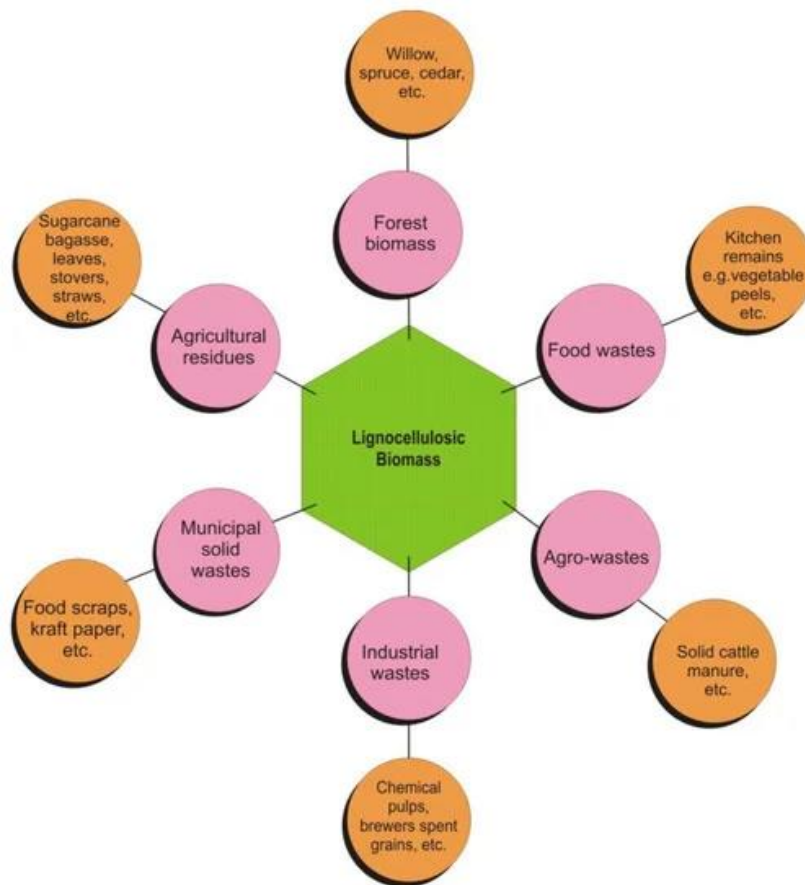 Willow,
spruce, cedar,
etc.
Forest
biomass
Sugarcane
bagasse,
leaves,
stovers,
straws,
etc.
Agricultural
residues
Kitchen
remains
e.g.vegetable
peels,
etc.
Food wastes
Lignocellulosic
Biomass
Municipal
solid
wastes
Food scraps,
kraft paper,
etc.
Agro-wastes
Solid cattle
manure,
etc.
Industrial
wastes
Chemical
pulps,
brewers spent
grains, etc.